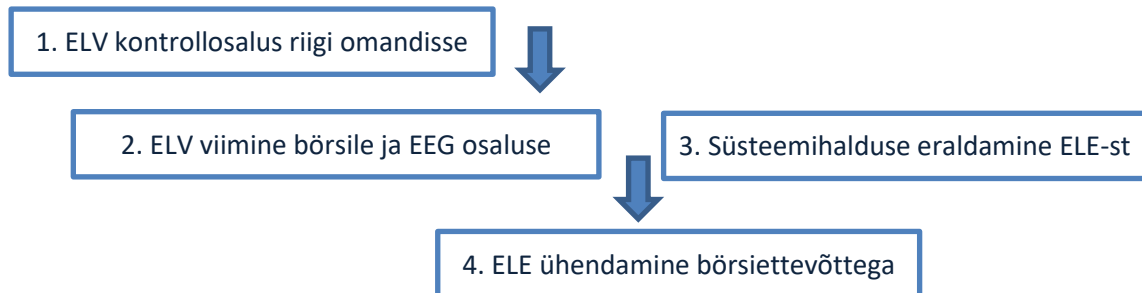 1. ELV kontrollosalus riigi omandisse
2. ELV viimine börsile ja EEG osaluse
3. Süsteemihalduse eraldamine ELE-st
4. ELE ühendamine börsiettevõttega